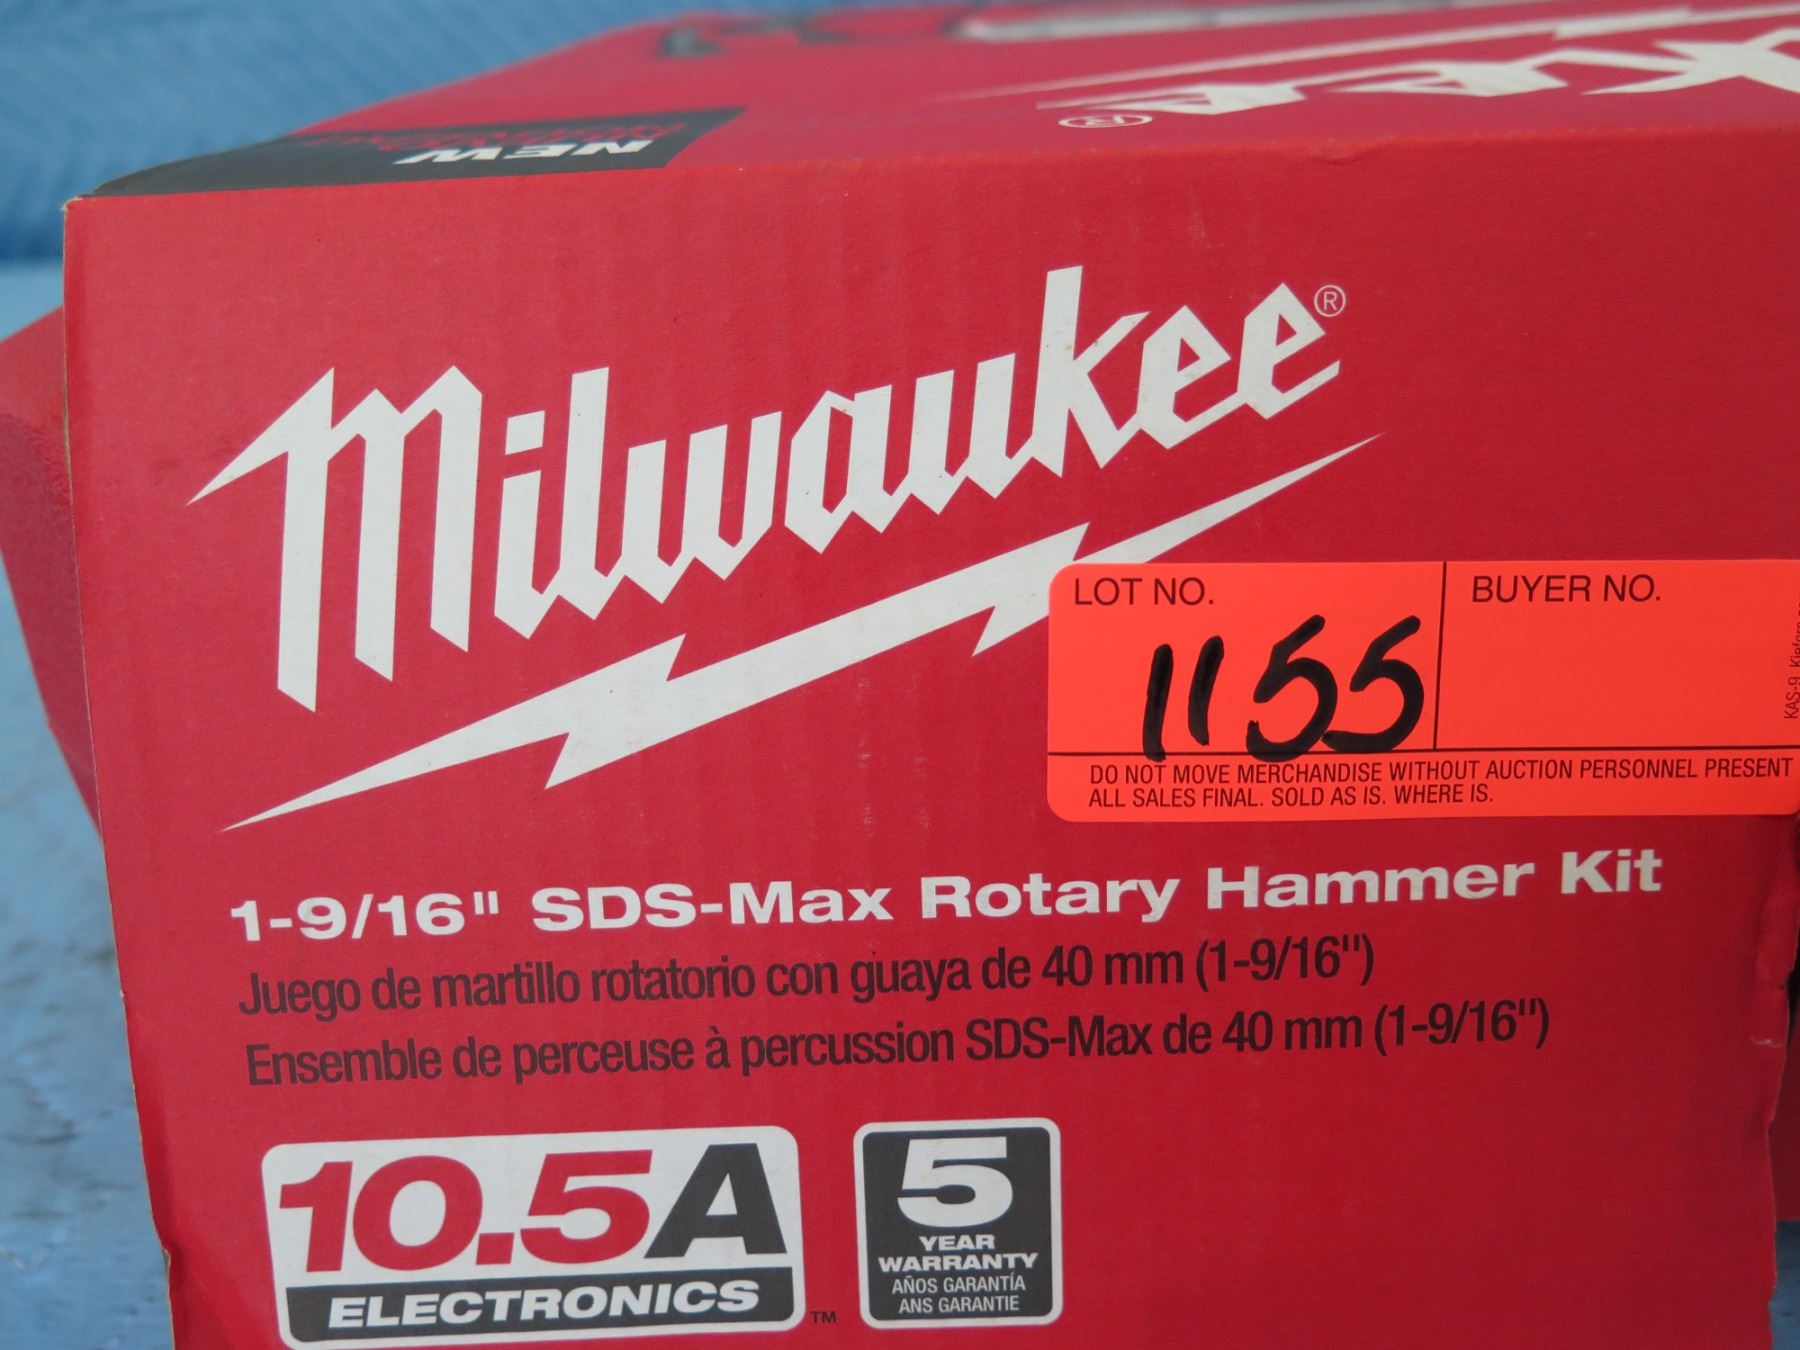 NEW
Milwaukee®
LOT NO.
1155
BUYER NO.
DO NOT MOVE MERCHANDISE WITHOUT AUCTION PERSONNEL PRESENT
ALL SALES FINAL. SOLD AS IS. WHERE IS.
1-9/16" SDS-Max Rotary Hammer Kit
Juego de martillo rotatorio con guaya de 40 mm (1-9/16")
Ensemble de perceuse à percussion SDS-Max de 40 mm (1-9/16")
10.5A
ELECTRONICS ™
5
YEAR
WARRANTY
AÑOS GARANTÍA
ANS GARANTIE